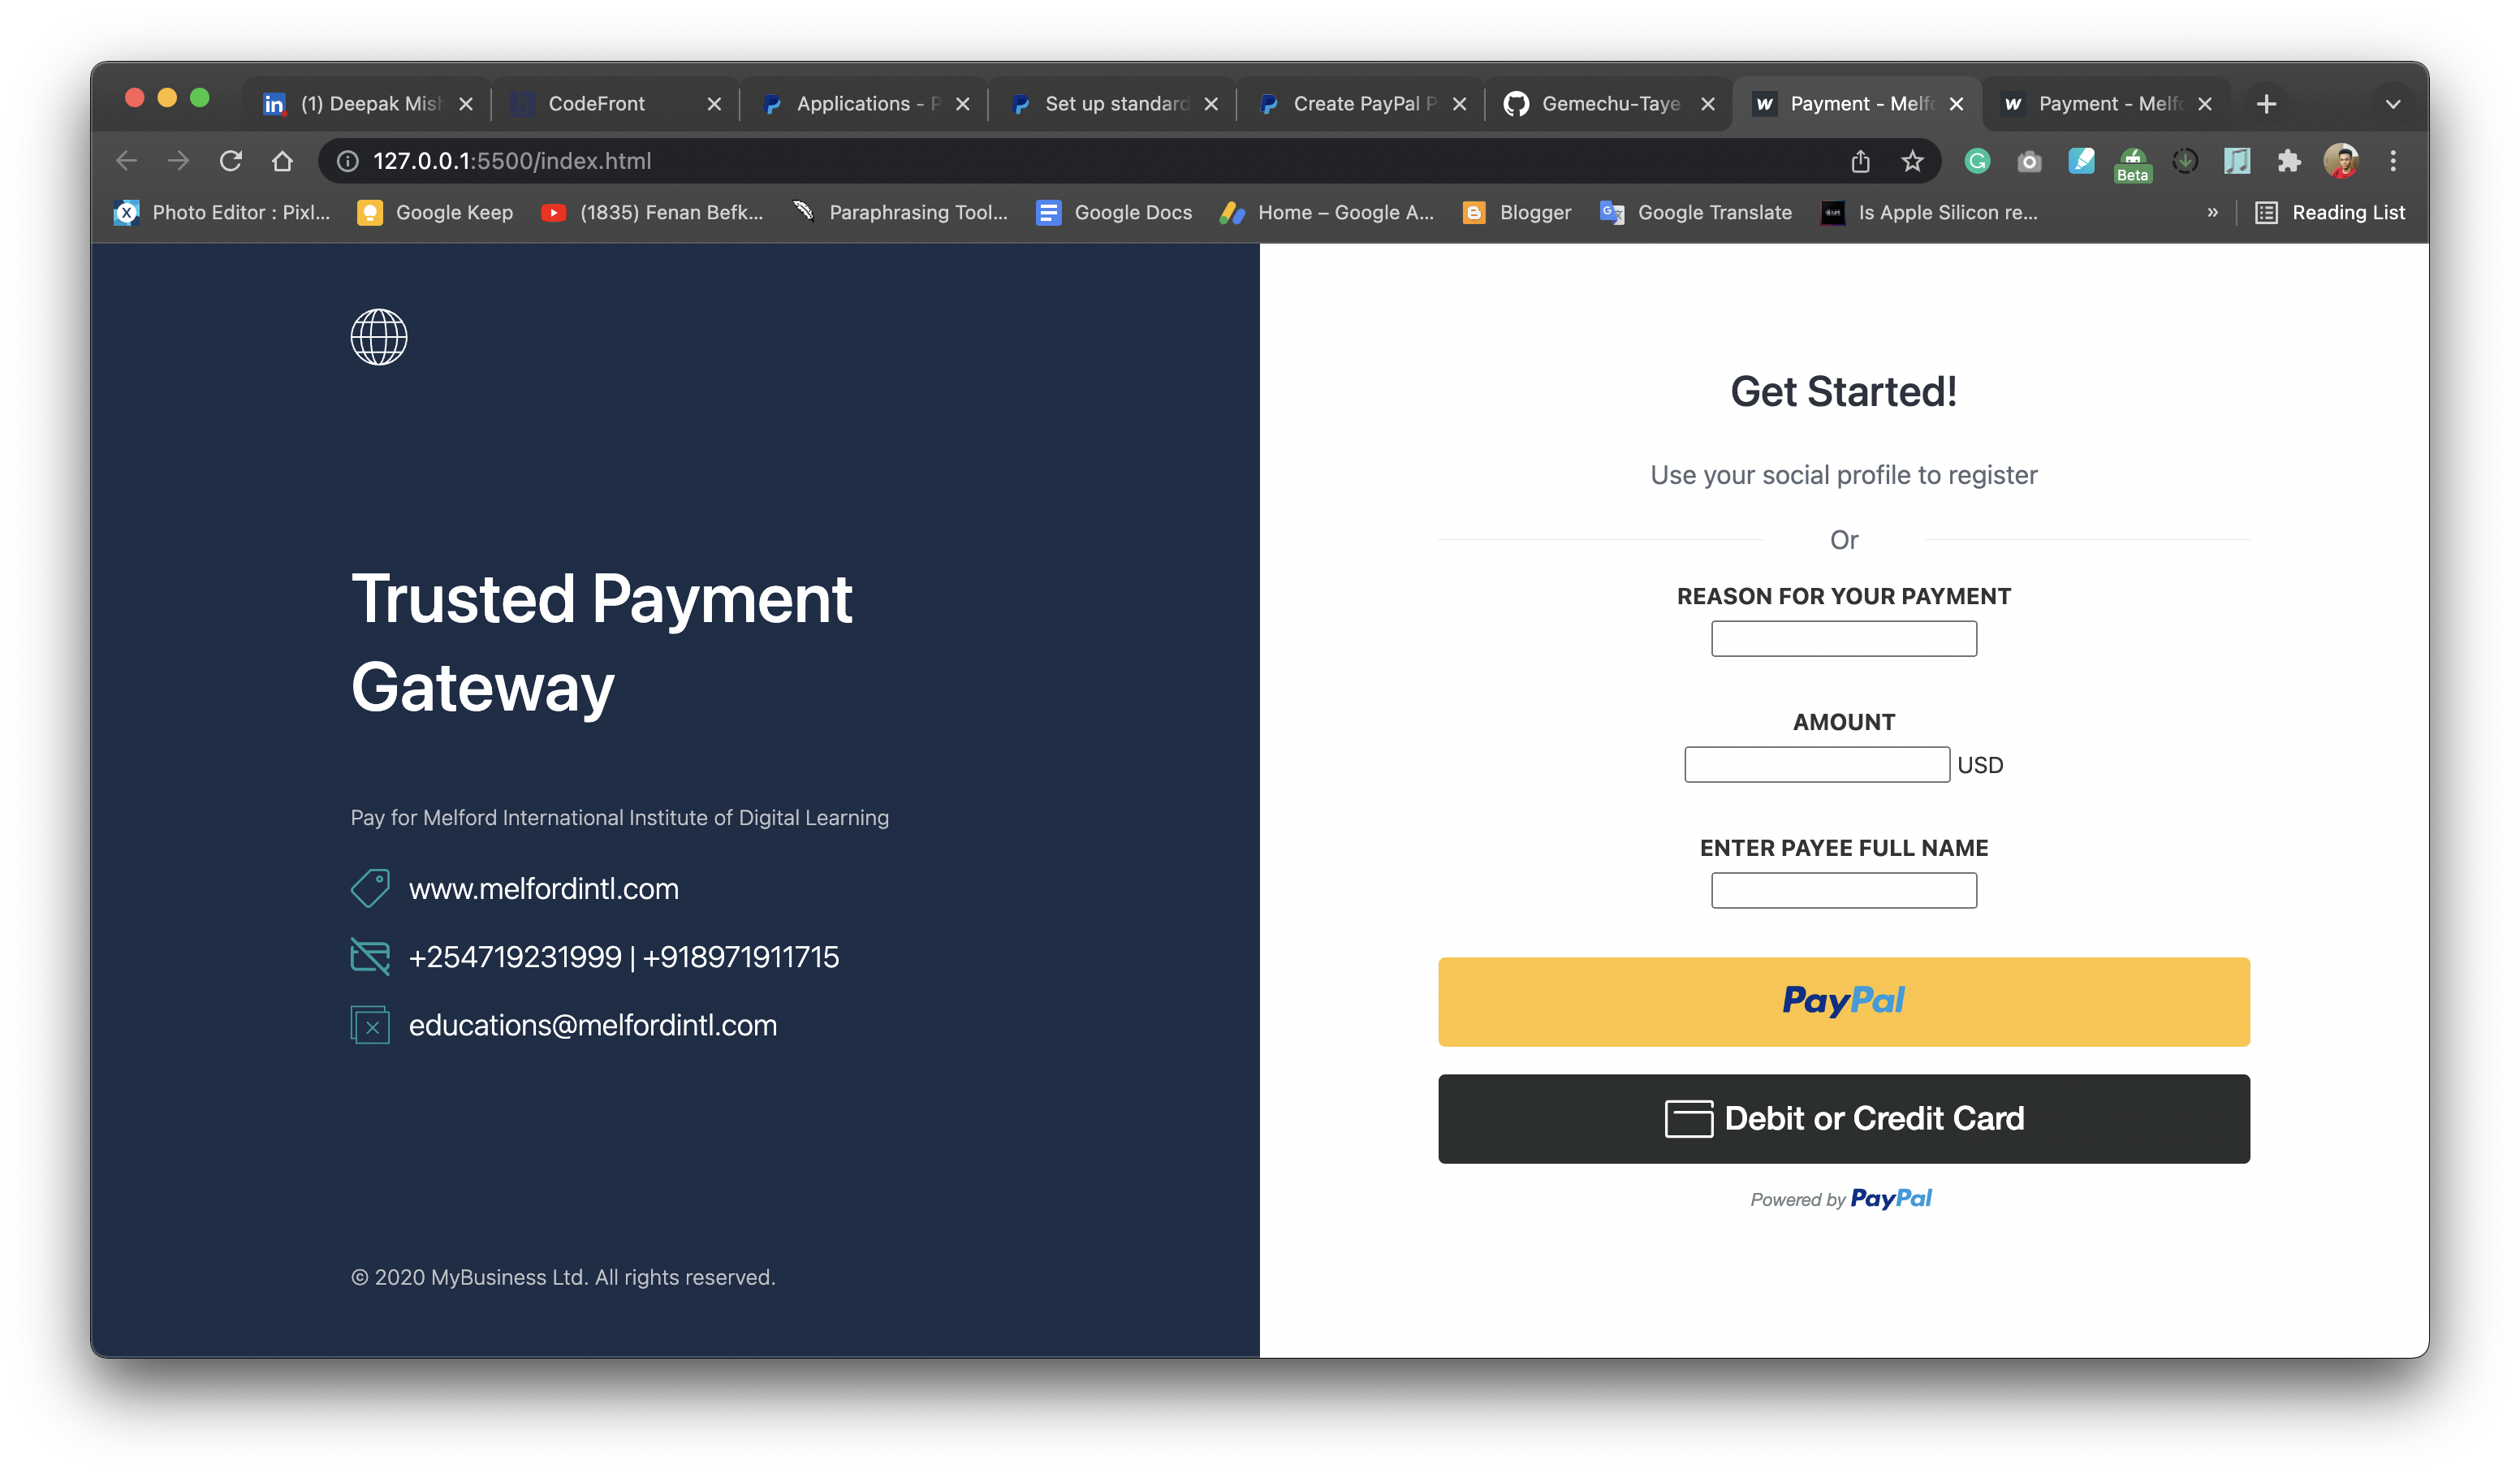 (1) Deepak Mish
CodeFront
Applications - P
Set up standard
Create PayPal P
Gemechu-Taye
Payment - Melfo
Payment - Melfo
127.0.0.1:5500/index.html
Beta
Photo Editor : Pixl...
Google Keep
(1835) Fenan Befk...
Paraphrasing Tool...
Google Docs
Home – Google A...
Blogger
Google Translate
Is Apple Silicon re...
»
Reading List
Trusted Payment
Gateway
Pay for Melford International Institute of Digital Learning
www.melfordintl.com
+254719231999 | +918971911715
educations@melfordintl.com
© 2020 MyBusiness Ltd. All rights reserved.
Get Started!
Use your social profile to register
Or
REASON FOR YOUR PAYMENT
AMOUNT
USD
ENTER PAYEE FULL NAME
PayPal
Debit or Credit Card
Powered by PayPal